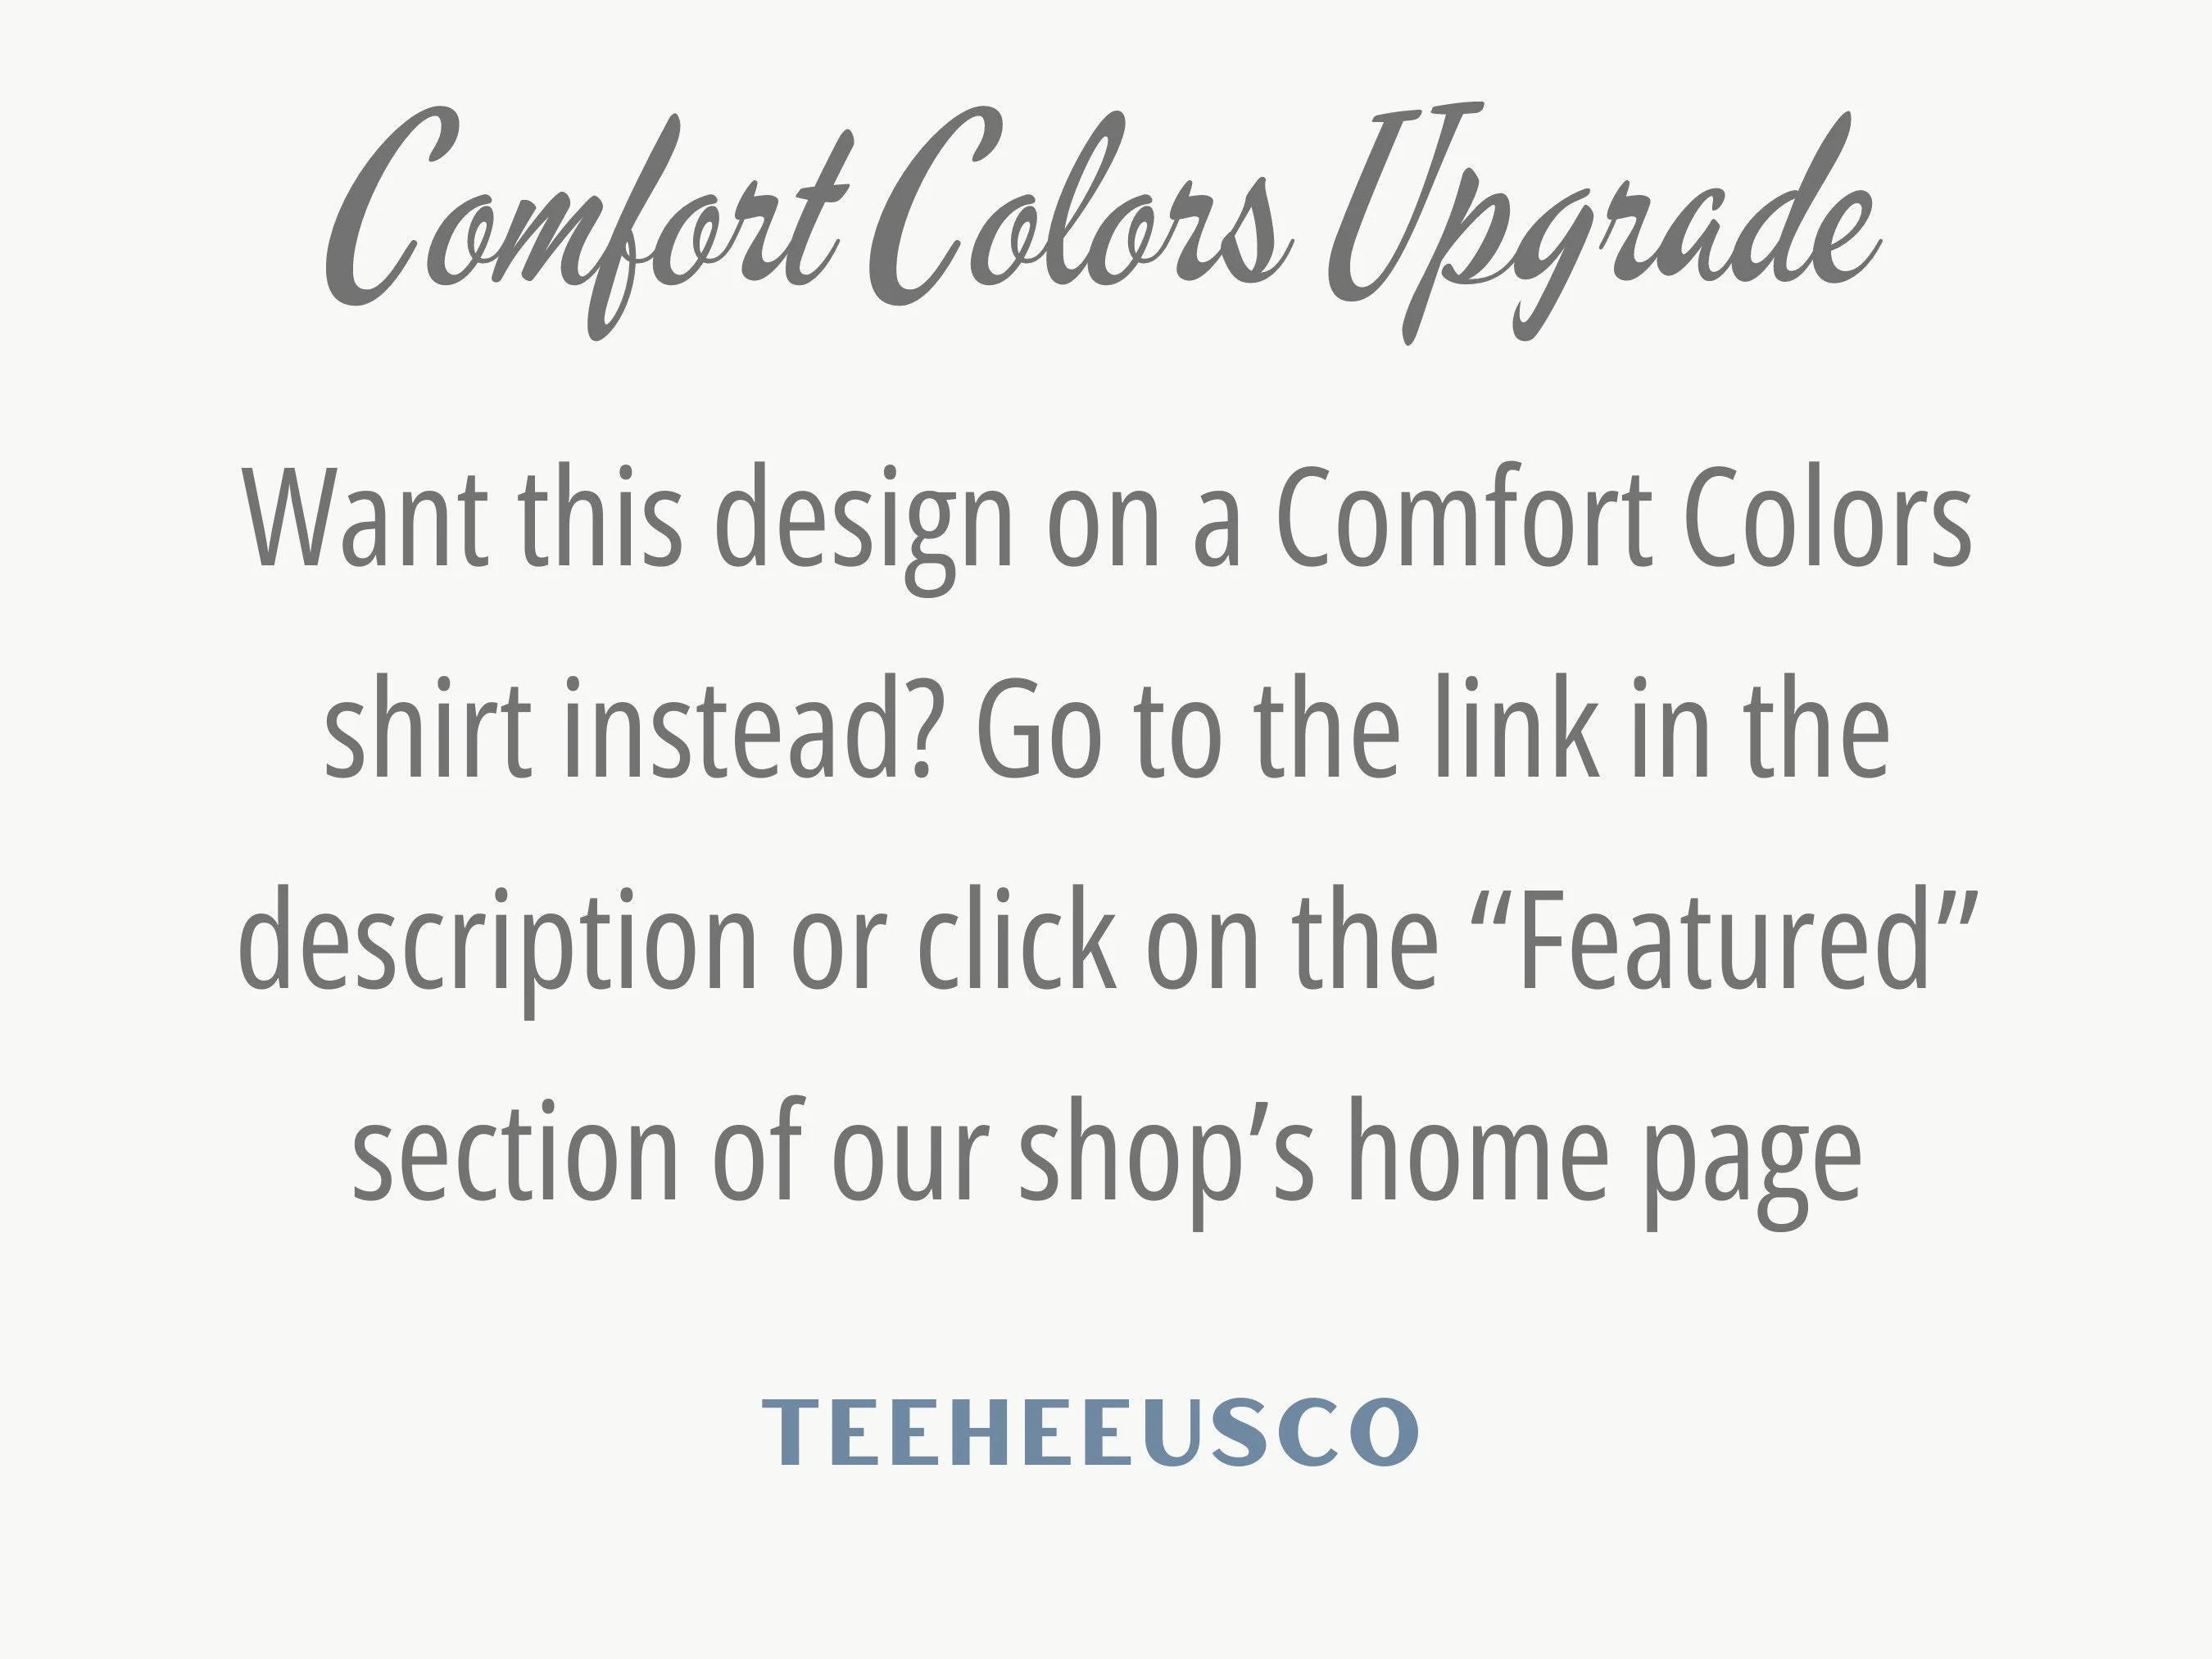 Comfort Colors Upgrade
Want this design on a Comfort Colors
shirt instead? Go to the link in the
description or click on the “Featured”
section of our shop’s home page
TEEHEEUSCO